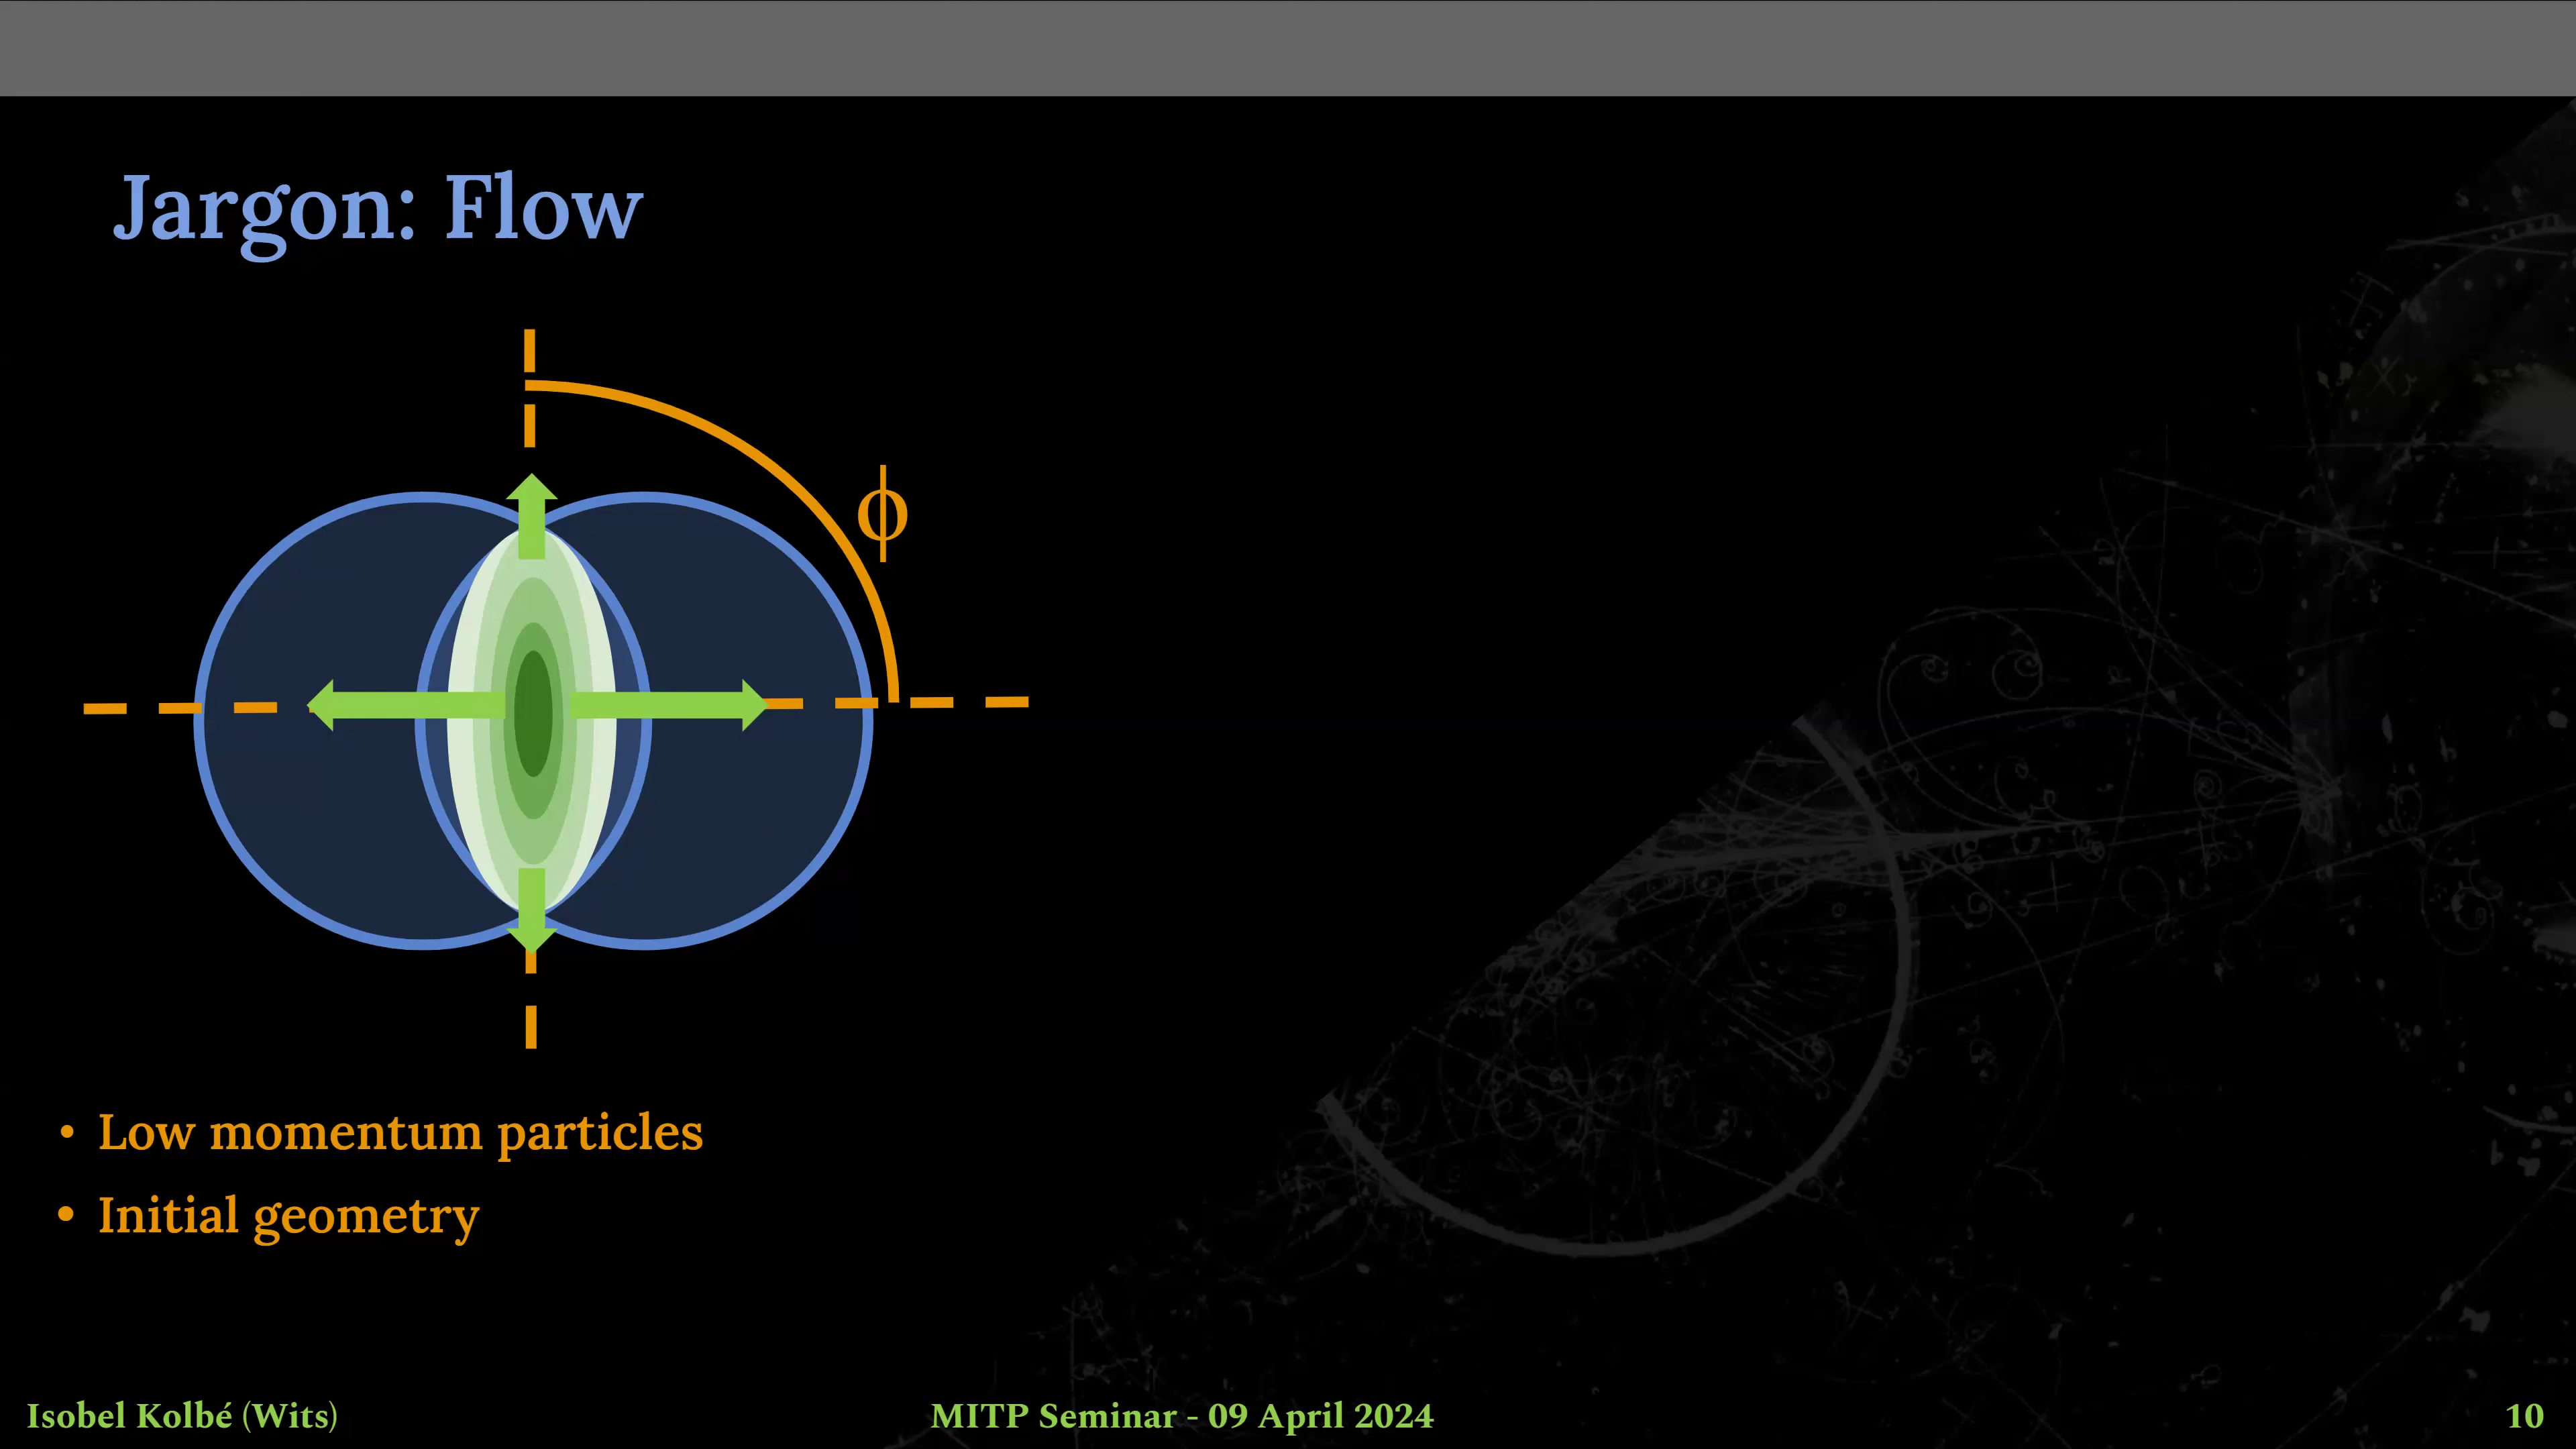 Jargon: Flow
ϕ
• Low momentum particles
• Initial geometry
Isobel Kolbé (Wits)
MITP Seminar - 09 April 2024
10